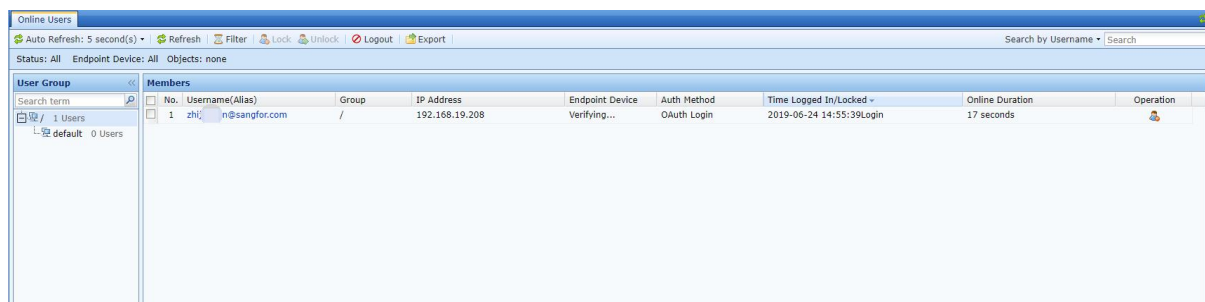 Online Users
Auto Refresh: 5 second(s) Refresh Filter Lock Unlock Logout Export Search by Username Search
Status: All Endpoint Device: All Objects: none
User Group Members
Search term No. Username(Alias) Group IP Address Endpoint Device Auth Method Time Logged In/Locked Online Duration Operation
/ 1 Users 1 zhij n@sangfor.com / 192.168.19.208 Verifying... OAuth Login 2019-06-24 14:55:39Login 17 seconds
default 0 Users